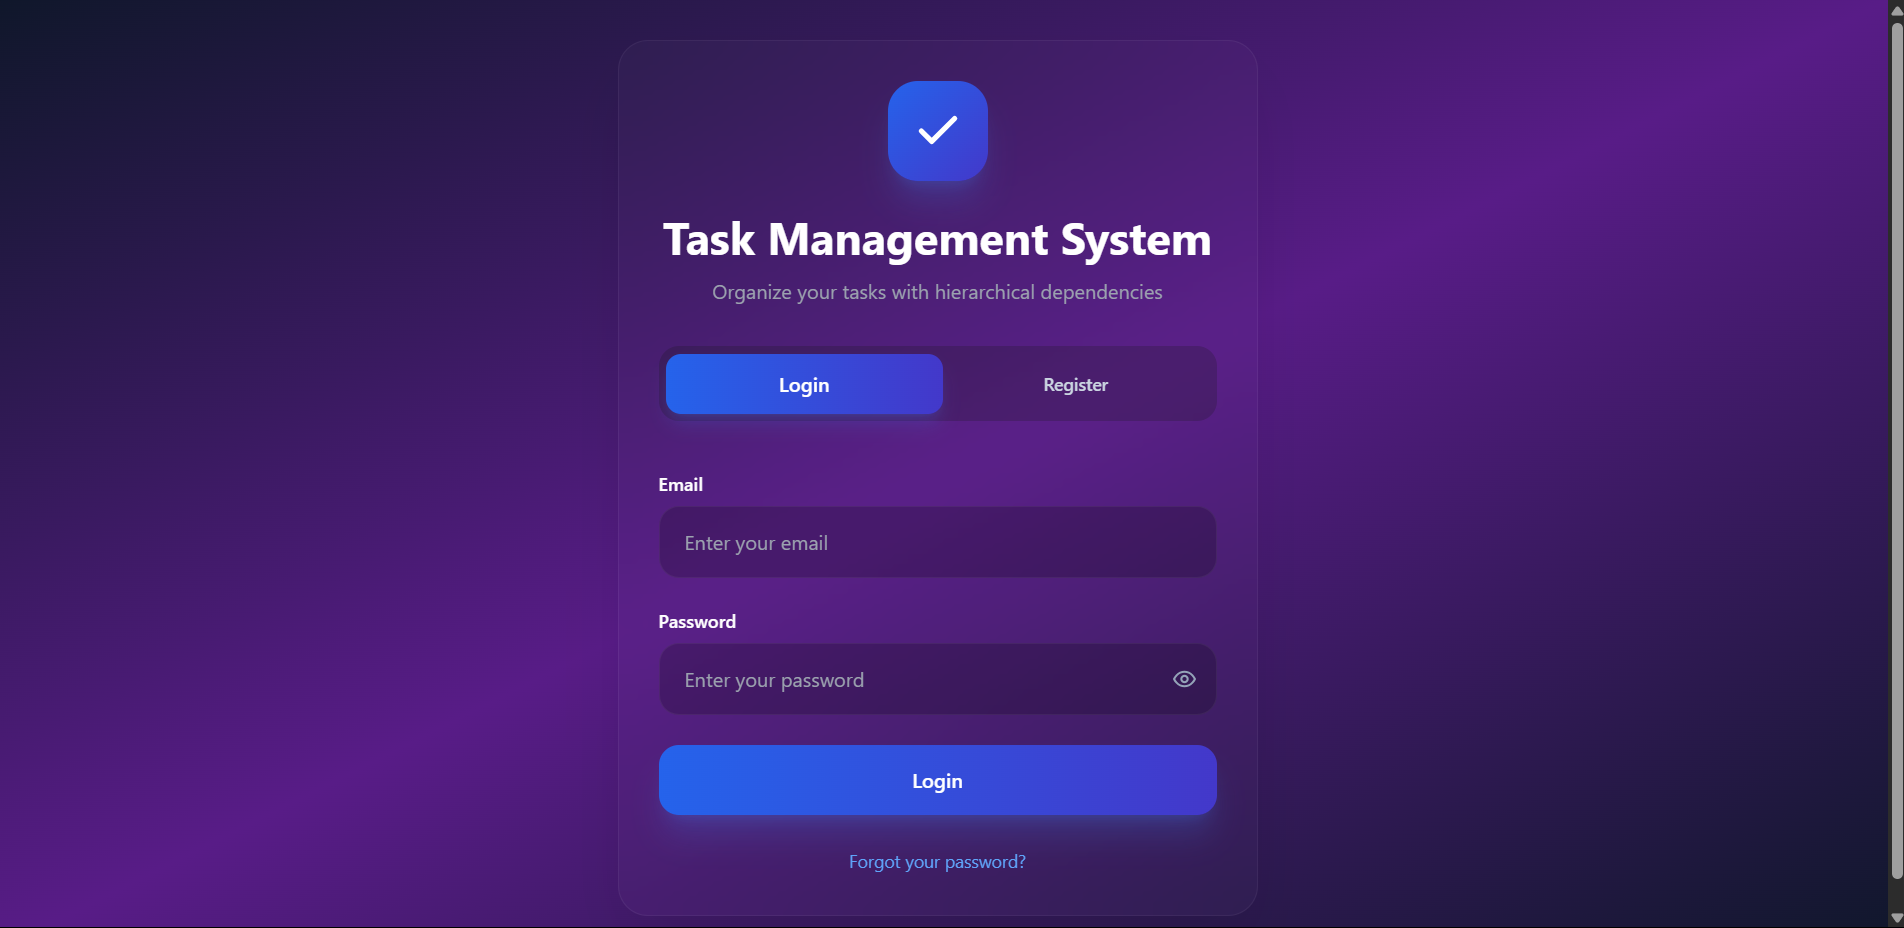 Task Management System
Organize your tasks with hierarchical dependencies
Login Register
Email
Enter your email
Password
Enter your password
Login
Forgot your password?